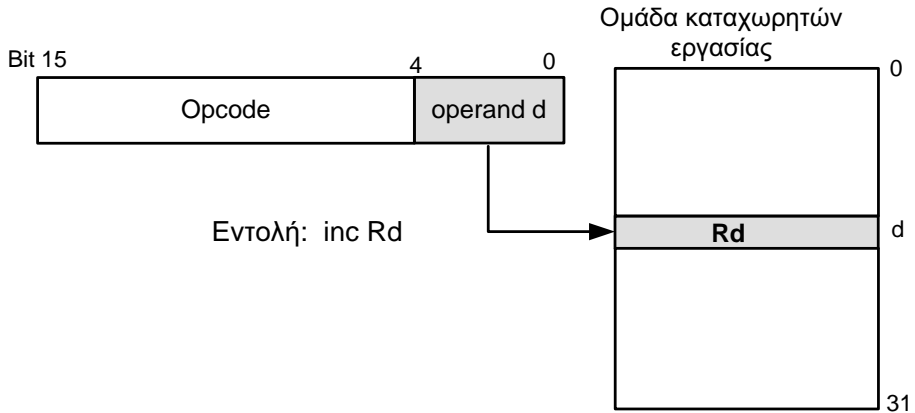 Ομάδα καταχωρητών
εργασίας
Bit 15
4
0
0
Opcode
operand d
Εντολή: inc Rd
Rd
d
31